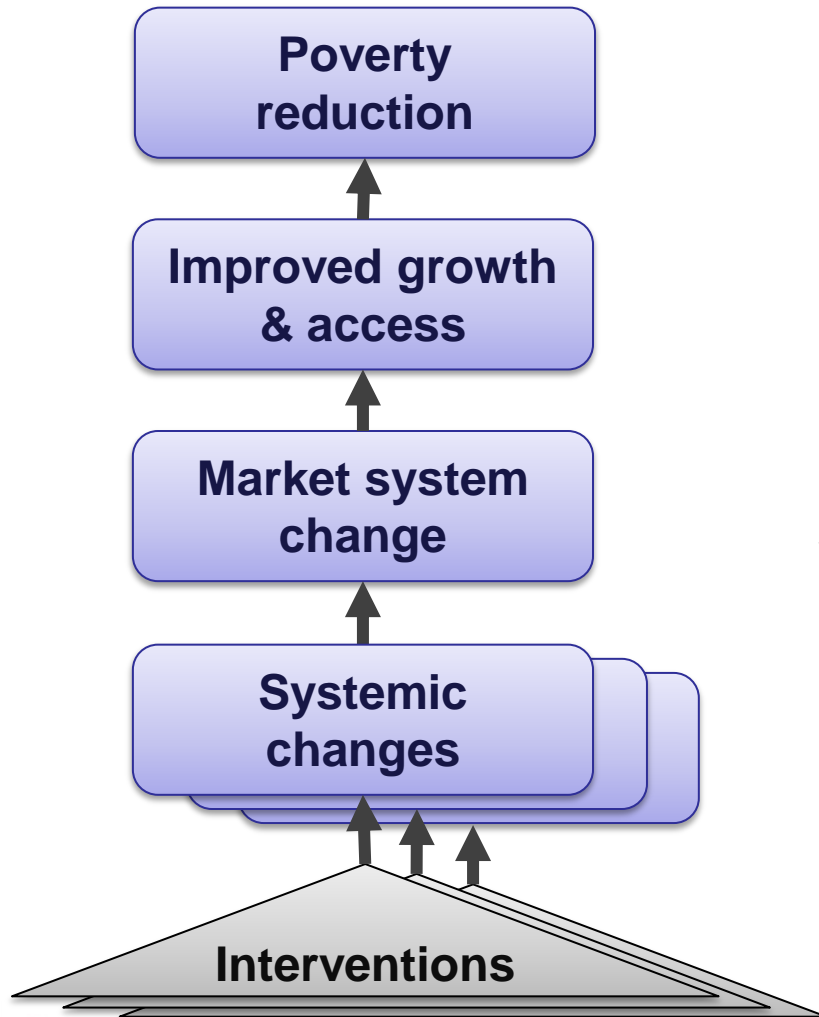 Poverty
reduction
Improved growth
& access
Market system
change
Systemic
changes
Interventions